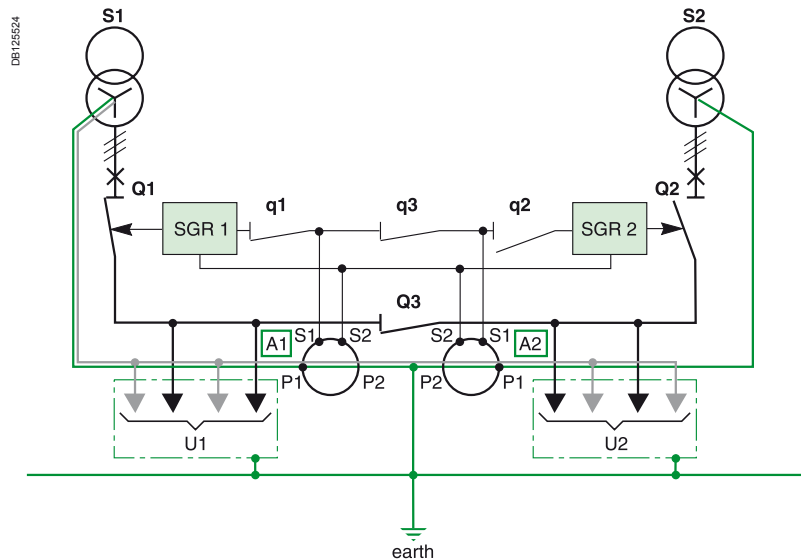 S1
S2
DB125524
Q1
Q2
q1
q3
q2
SGR 1
SGR 2
Q3
A1
S1
S2
S2
S1
A2
P1
P2
P2
P1
U1
U2
earth